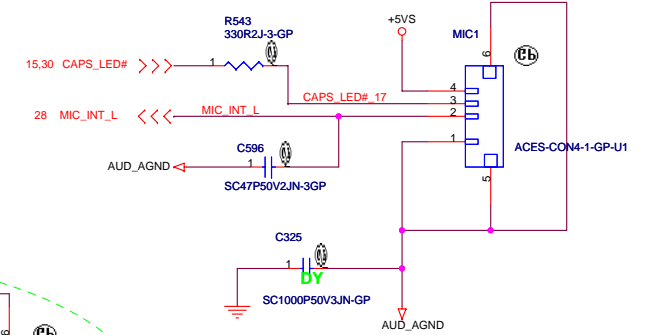 R543
330R2J-3-GP
+5VS
MIC1
6
15,30 CAPS_LED#
1
4
CAPS_LED#_17
3
28 MIC_INT_L
MIC_INT_L
2
1
C596
ACES-CON4-1-GP-U1
AUD_AGND
1
5
SC47P50V2JN-3GP
C325
1
DY
SC1000P50V3JN-GP
AUD_AGND